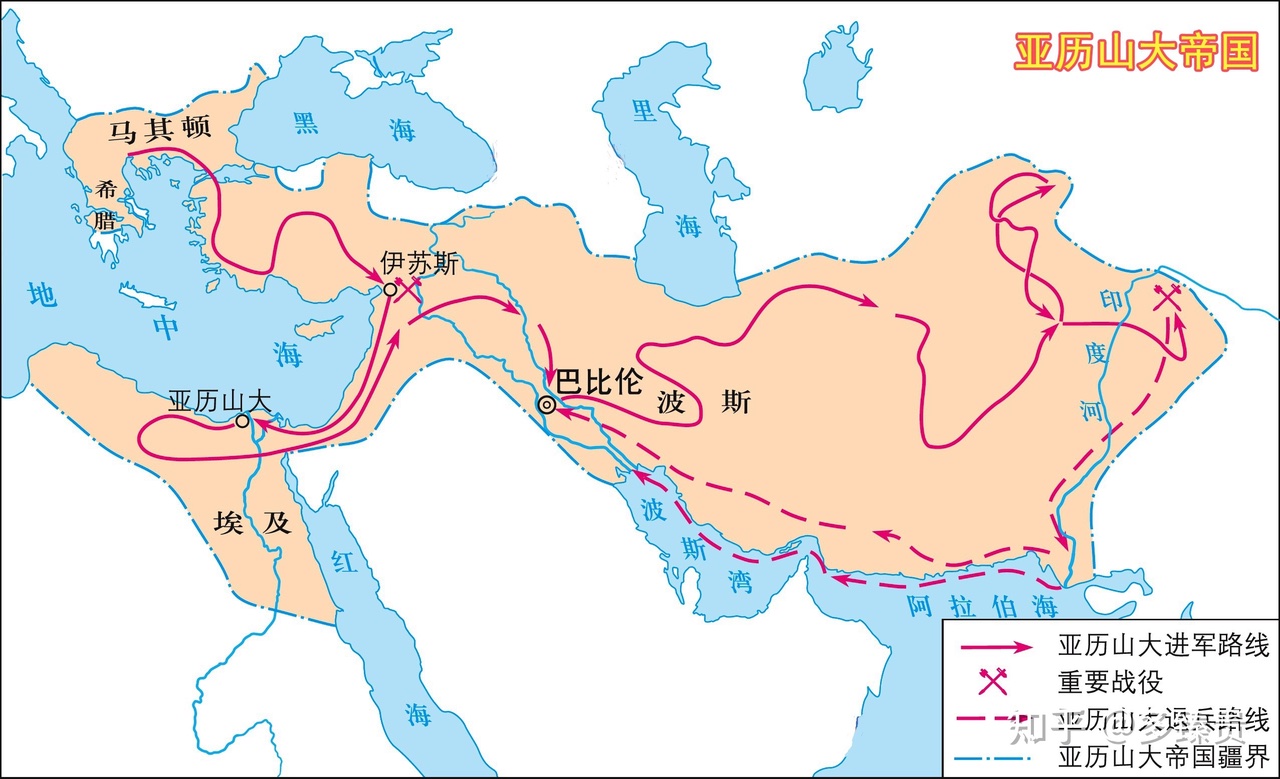 亚历山大帝国
黑海
里海
马其顿
希腊
伊苏斯
地中海
亚历山大
巴比伦
波斯
印度河
埃及
红海
波斯湾
阿拉伯海
亚历山大进军路线
重要战役
亚历山大退兵路线
亚历山大帝国疆界
知乎 @乡臻贵